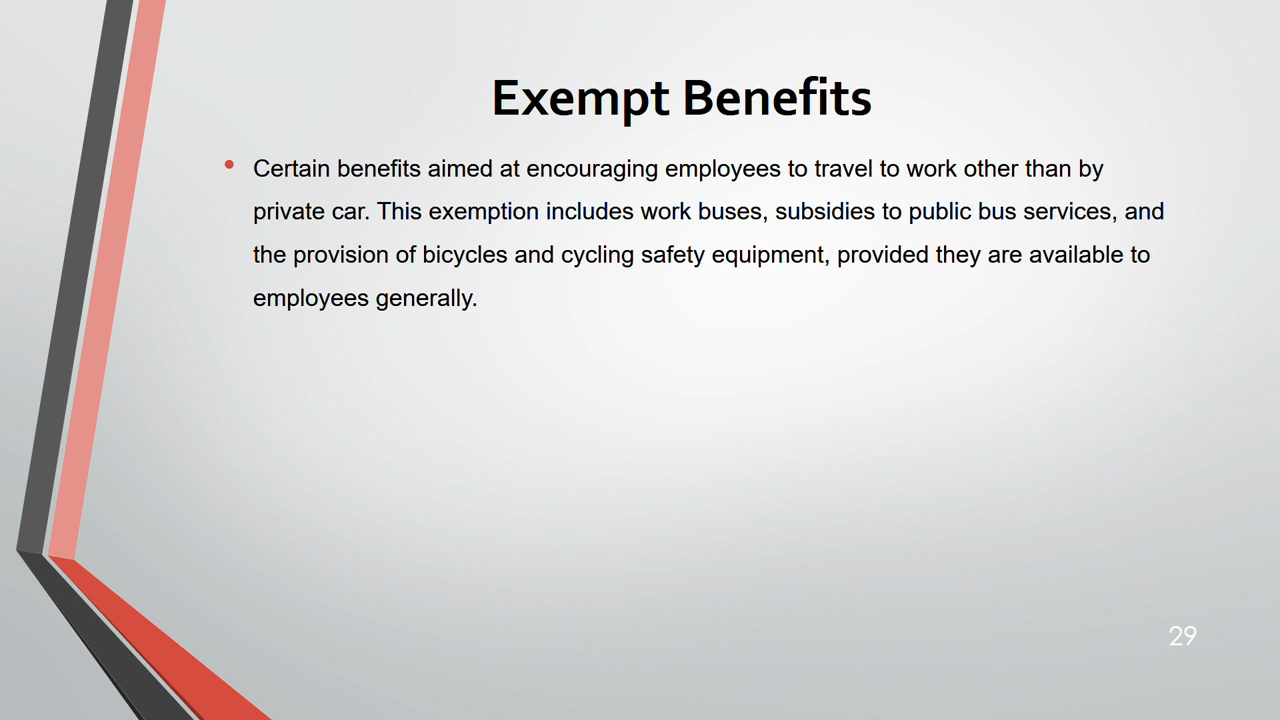 Exempt Benefits
• Certain benefits aimed at encouraging employees to travel to work other than by
private car. This exemption includes work buses, subsidies to public bus services, and
the provision of bicycles and cycling safety equipment, provided they are available to
employees generally.
29